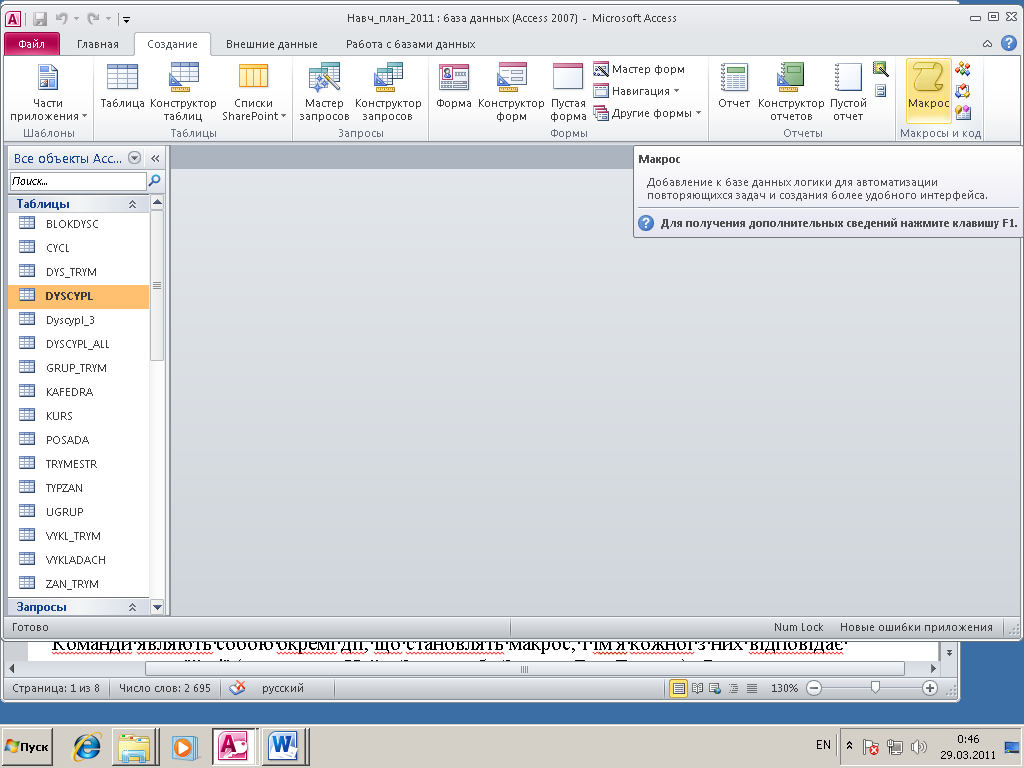 Навч_план_2011 : база данных (Access 2007) - Microsoft Access
Файл Главная Создание Внешние данные Работа с базами данных
Части приложения
Шаблоны
Таблица
Конструктор таблиц
Списки SharePoint
Таблицы
Мастер запросов
Конструктор запросов
Запросы
Форма
Конструктор форм
Пустая форма
Мастер форм
Навигация
Другие формы
Формы
Отчет
Конструктор отчетов
Пустой отчет
Отчеты
Макрос
Макросы и код
Все объекты Acc...
Поиск...
Таблицы
BLOKDYSC
CYCL
DYS_TRYM
DYSCYPL
Dyscypl_3
DYSCYPL_ALL
GRUP_TRYM
KAFEDRA
KURS
POSADA
TRYMESTR
TYPZAN
UGRUP
VYKL_TRYM
VYKLADACH
ZAN_TRYM
Запросы
Макрос
Добавление к базе данных логики для автоматизации
повторяющихся задач и создания более удобного интерфейса.
Для получения дополнительных сведений нажмите клавишу F1.
Готово Num Lock Новые ошибки приложения
Команди являють собою окремі дії, що становлять макрос, і ім'я кожної з них відповідає
Страница: 1 из 8 Число слов: 2 695 русский 130%
Пуск EN 0:46
29.03.2011